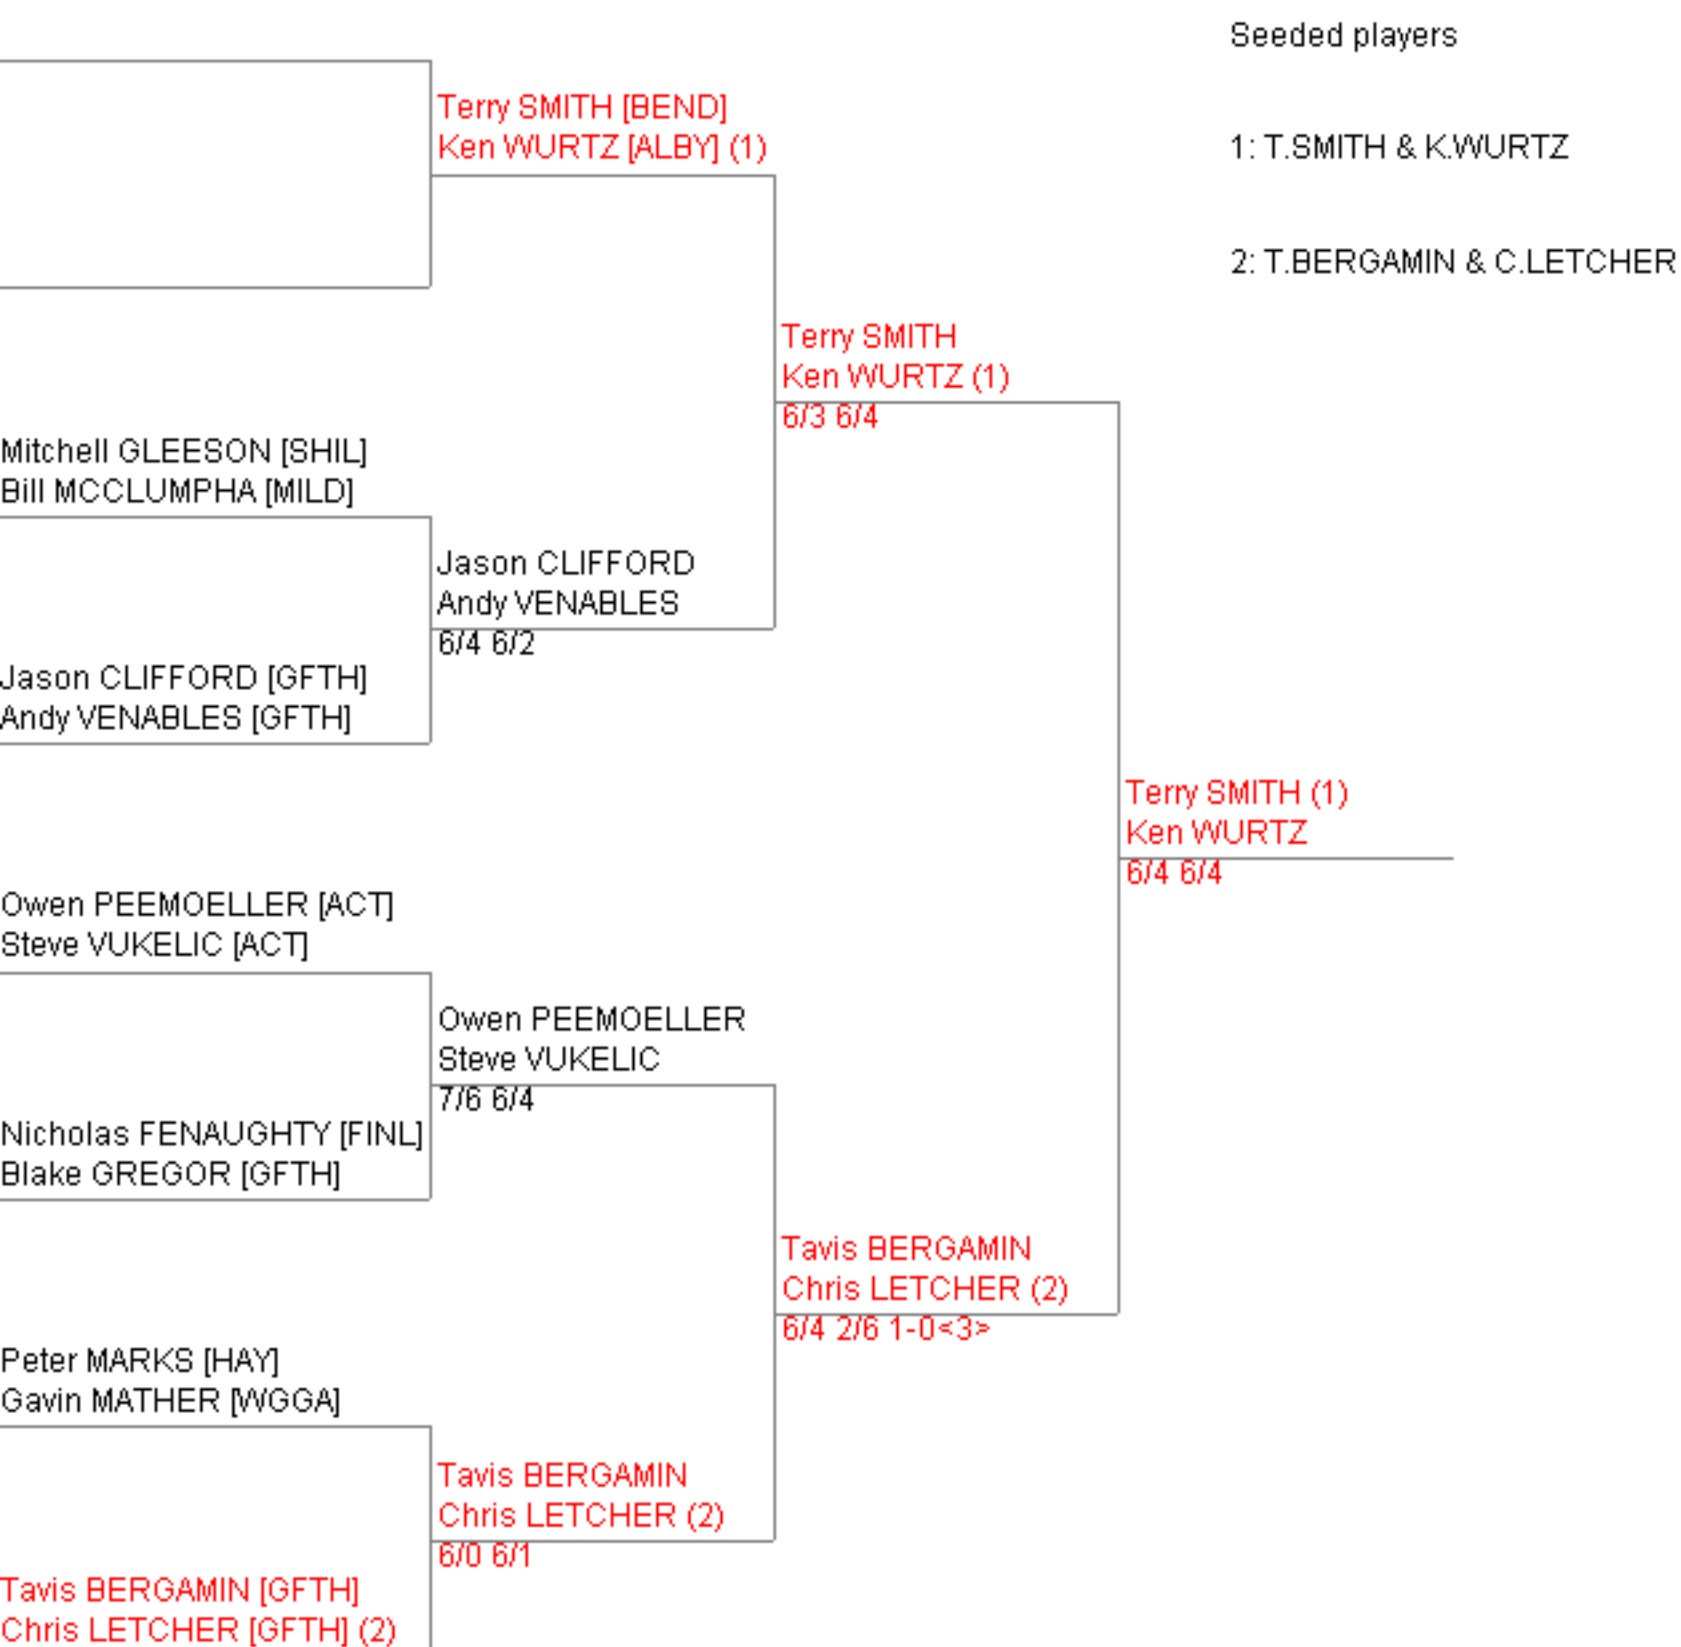 Seeded players
Terry SMITH [BEND]
Ken WURTZ [ALBY] (1)
1: T.SMITH & K.WURTZ
2: T.BERGAMIN & C.LETCHER
Terry SMITH
Ken WURTZ (1)
6/3 6/4
Mitchell GLEESON [SHIL]
Bill MCCLUMPHA [MILD]
Jason CLIFFORD
Andy VENABLES
6/4 6/2
Jason CLIFFORD [GFTH]
Andy VENABLES [GFTH]
Terry SMITH (1)
Ken WURTZ
6/4 6/4
Owen PEEMOELLER [ACT]
Steve VUKELIC [ACT]
Owen PEEMOELLER
Steve VUKELIC
7/6 6/4
Nicholas FENAUGHTY [FINL]
Blake GREGOR [GFTH]
Tavis BERGAMIN
Chris LETCHER (2)
6/4 2/6 1-0<3>
Peter MARKS [HAY]
Gavin MATHER [WGGA]
Tavis BERGAMIN
Chris LETCHER (2)
6/0 6/1
Tavis BERGAMIN [GFTH]
Chris LETCHER [GFTH] (2)